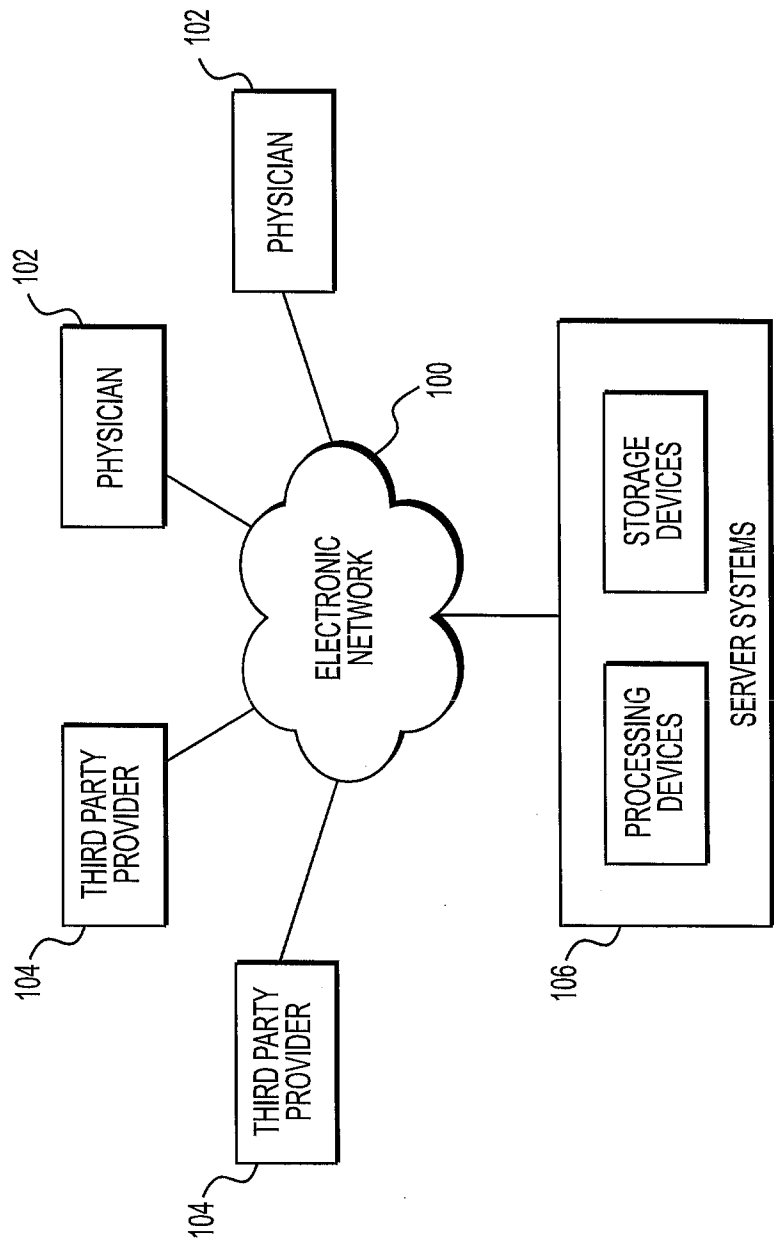 102
PHYSICIAN
102
PHYSICIAN
104
THIRD PARTY
PROVIDER
104
THIRD PARTY
PROVIDER
100
ELECTRONIC
NETWORK
106
PROCESSING
DEVICES
STORAGE
DEVICES
SERVER SYSTEMS